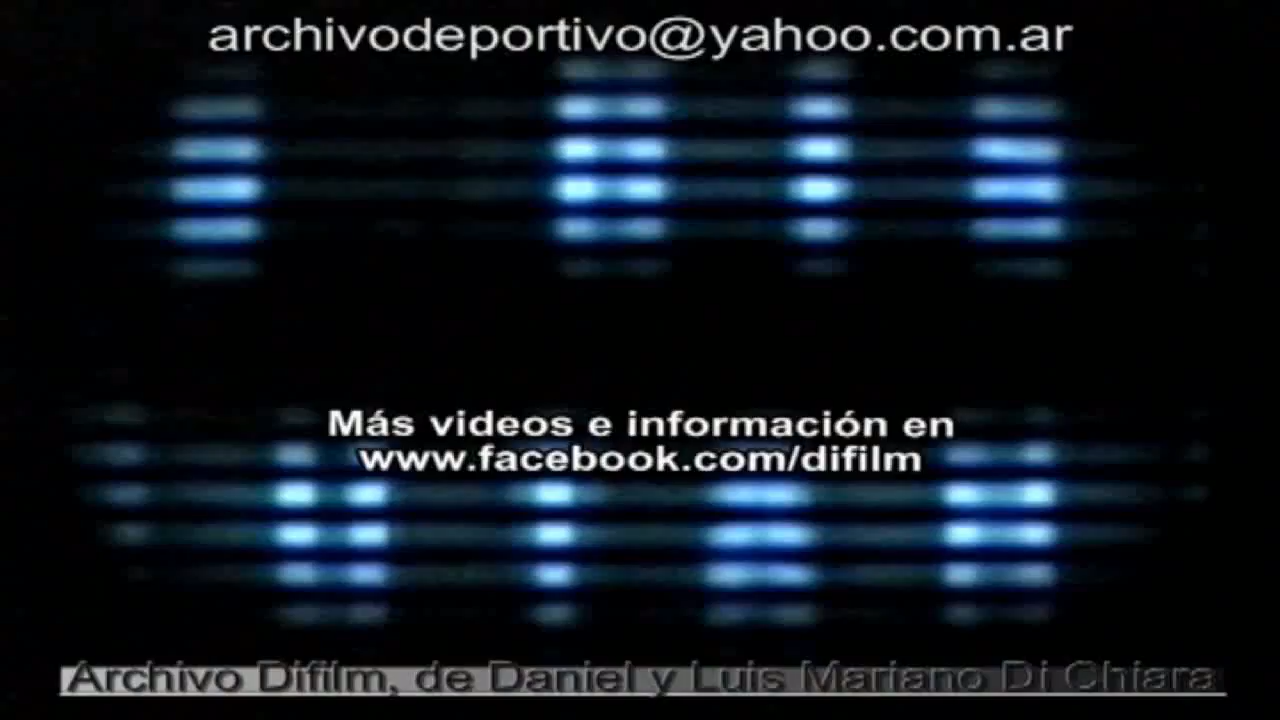 archivodeportivo@yahoo.com.ar
Más videos e información en
www.facebook.com/difilm
Archivo Difilm, de Daniel y Luis Mariano Di Chiara